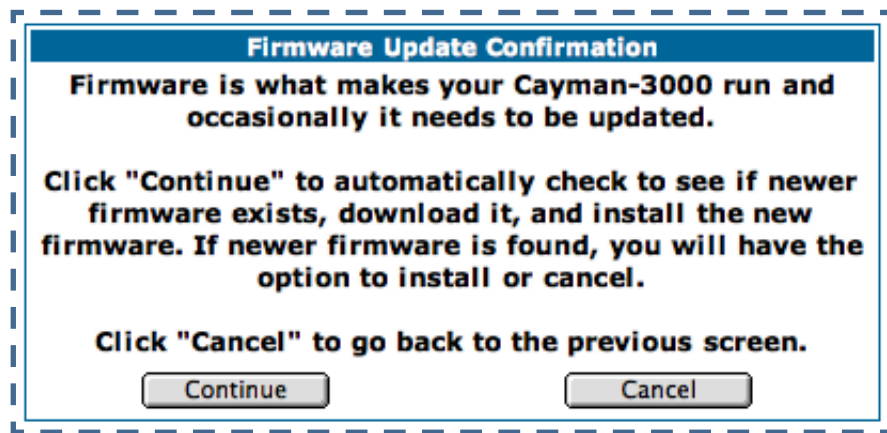 Firmware Update Confirmation
Firmware is what makes your Cayman-3000 run and
occasionally it needs to be updated.
Click "Continue" to automatically check to see if newer
firmware exists, download it, and install the new
firmware. If newer firmware is found, you will have the
option to install or cancel.
Click "Cancel" to go back to the previous screen.
Continue
Cancel